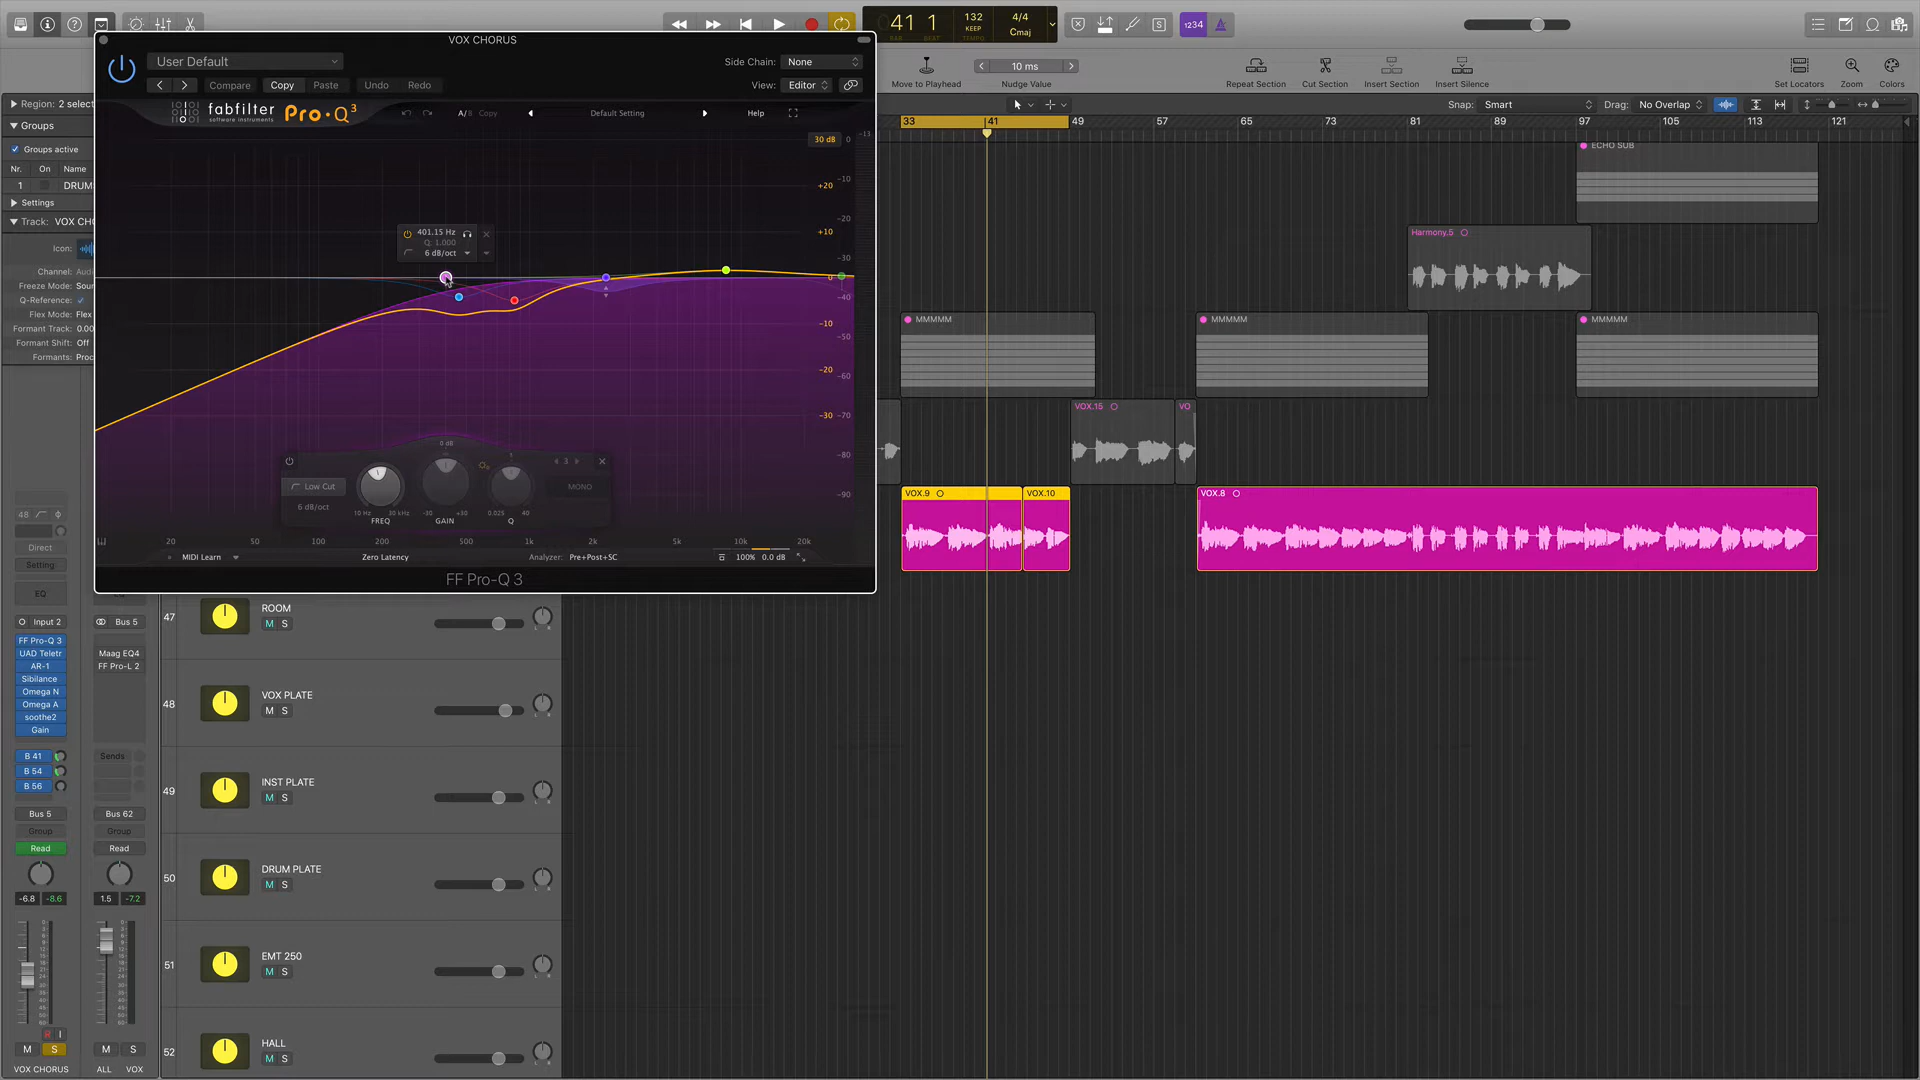 41 1
132
KEEP
4/4
Cmaj
1234
VOX CHORUS
User Default
Side Chain: None
Compare Copy Paste Undo Redo
View: Editor
fabfilter
software instruments
Pro·Q 3
A/B Copy
Default Setting
Help
Move to Playhead
10 ms
Nudge Value
Repeat Section
Cut Section
Insert Section
Insert Silence
Set Locators
Zoom
Colors
Snap: Smart
Drag: No Overlap
33 41 49 57 65 73 81 89 97 105 113 121
Region: 2 select
Groups
Groups active
Nr. On Name
1 DRUM
Settings
Track: VOX CHO
Icon:
Channel: Audi
Freeze Mode: Sour
Q-Reference:
Flex Mode: Flex
Formant Track: 0.00
Formant Shift: Off
Formants: Proc
30 dB 0
-10
+20
-20
+10
-30
0
-40
-10
-50
-20 -60
-30 -70
-80
-90
401.15 Hz
Q: 1.000
6 dB/oct
0 dB
3
Low Cut
6 dB/oct
10 Hz 30 kHz
FREQ
-30 +30
GAIN
0.025 40
Q
MONO
20 50 100 200 500 1k 2k 5k 10k 20k
MIDI Learn
Zero Latency
Analyzer: Pre+Post+SC
100% 0.0 dB
FF Pro-Q 3
ECHO SUB
Harmony.5
MMMMM
MMMMM
MMMMM
VOX.15
VO
VOX.9
VOX.10
VOX.8
48
Direct
Setting
EQ
Input 2
Bus 5
FF Pro-Q 3
UAD Teletr
AR-1
Sibilance
Omega N
Omega A
soothe2
Gain
Maag EQ4
FF Pro-L 2
B 41
B 54
B 56
Sends
Bus 5
Bus 62
Group
Group
Read
Read
-6.8 -8.6
1.5 -7.2
R I
M S
M S
VOX CHORUS
ALL VOX
47
ROOM
M S
48
VOX PLATE
M S
49
INST PLATE
M S
50
DRUM PLATE
M S
51
EMT 250
M S
52
HALL
M S